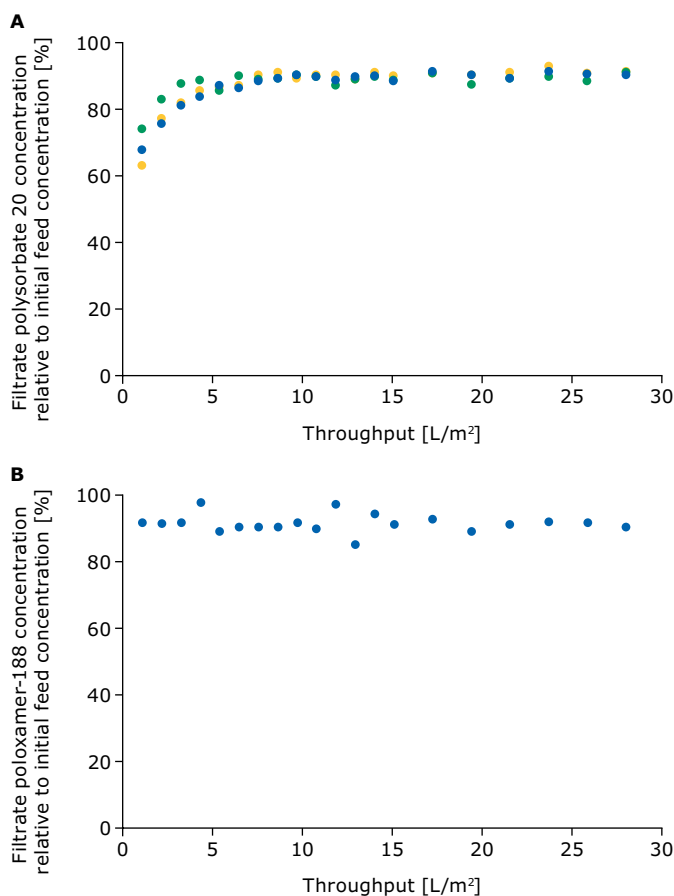 A
Filtrate polysorbate 20 concentration
relative to initial feed concentration [%]
100
80
60
40
20
0
0 5 10 15 20 25 30
Throughput [L/m²]
B
Filtrate poloxamer-188 concentration
relative to initial feed concentration [%]
100
80
60
40
20
0
0 5 10 15 20 25 30
Throughput [L/m²]